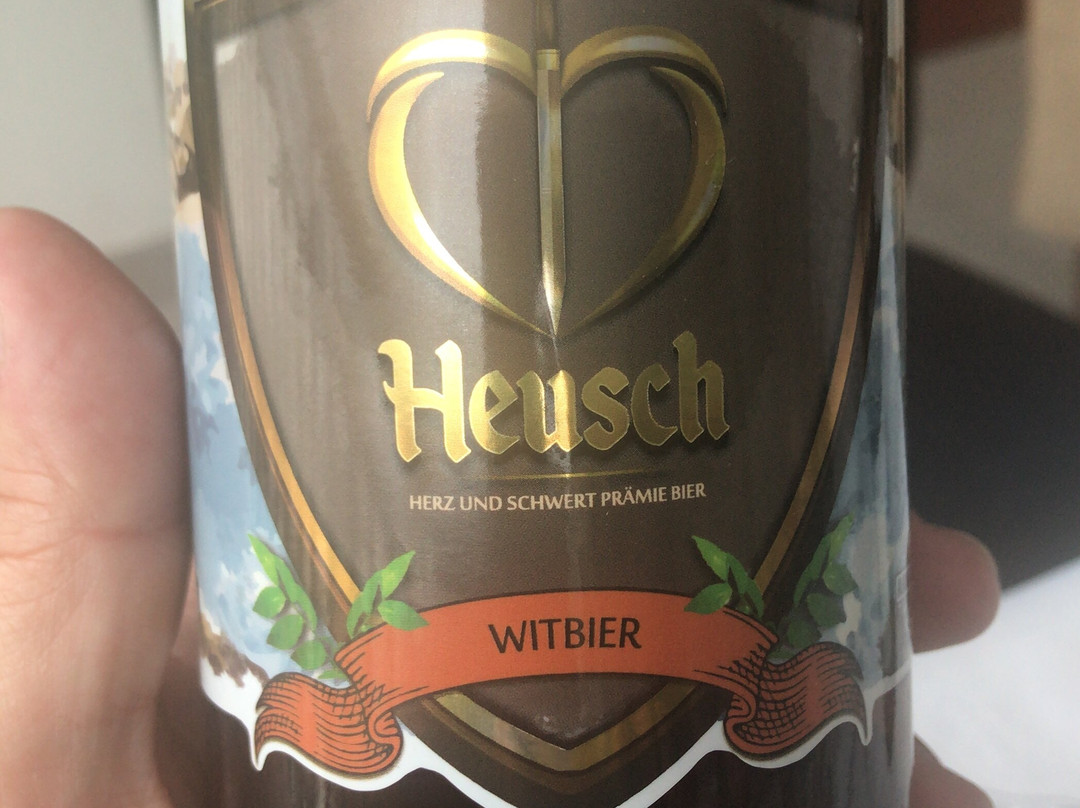 Heusch
HERZ UND SCHWERT PRÄMIE BIER
WITBIER